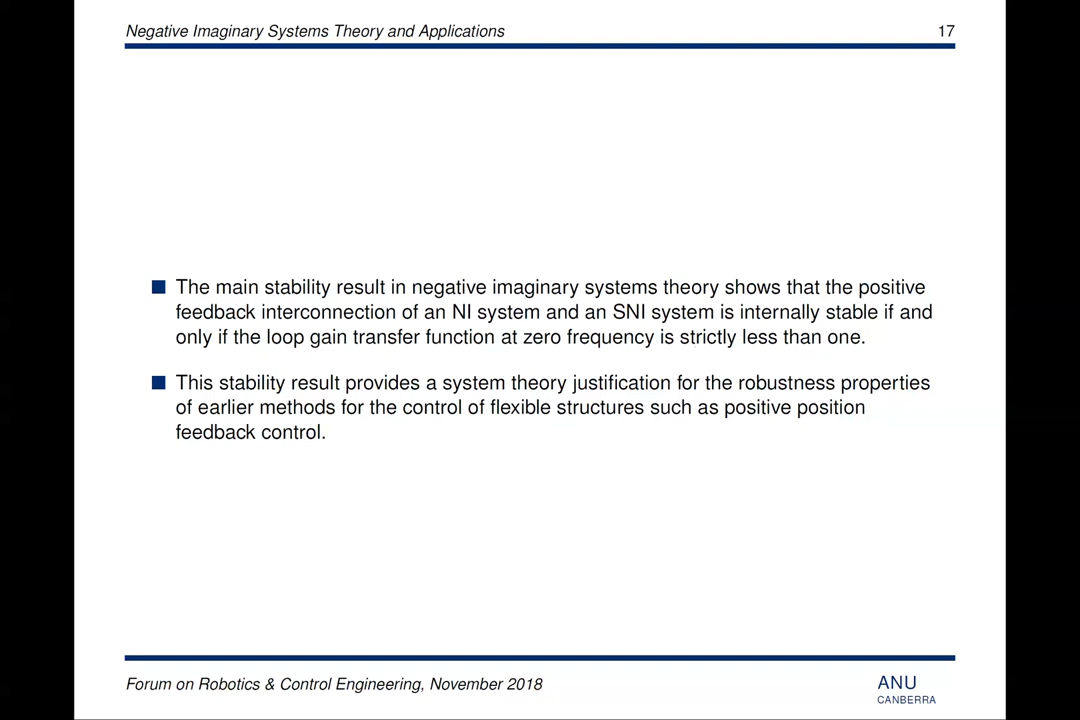 Negative Imaginary Systems Theory and Applications 17
The main stability result in negative imaginary systems theory shows that the positive
feedback interconnection of an NI system and an SNI system is internally stable if and
only if the loop gain transfer function at zero frequency is strictly less than one.
This stability result provides a system theory justification for the robustness properties
of earlier methods for the control of flexible structures such as positive position
feedback control.
Forum on Robotics & Control Engineering, November 2018
ANU
CANBERRA